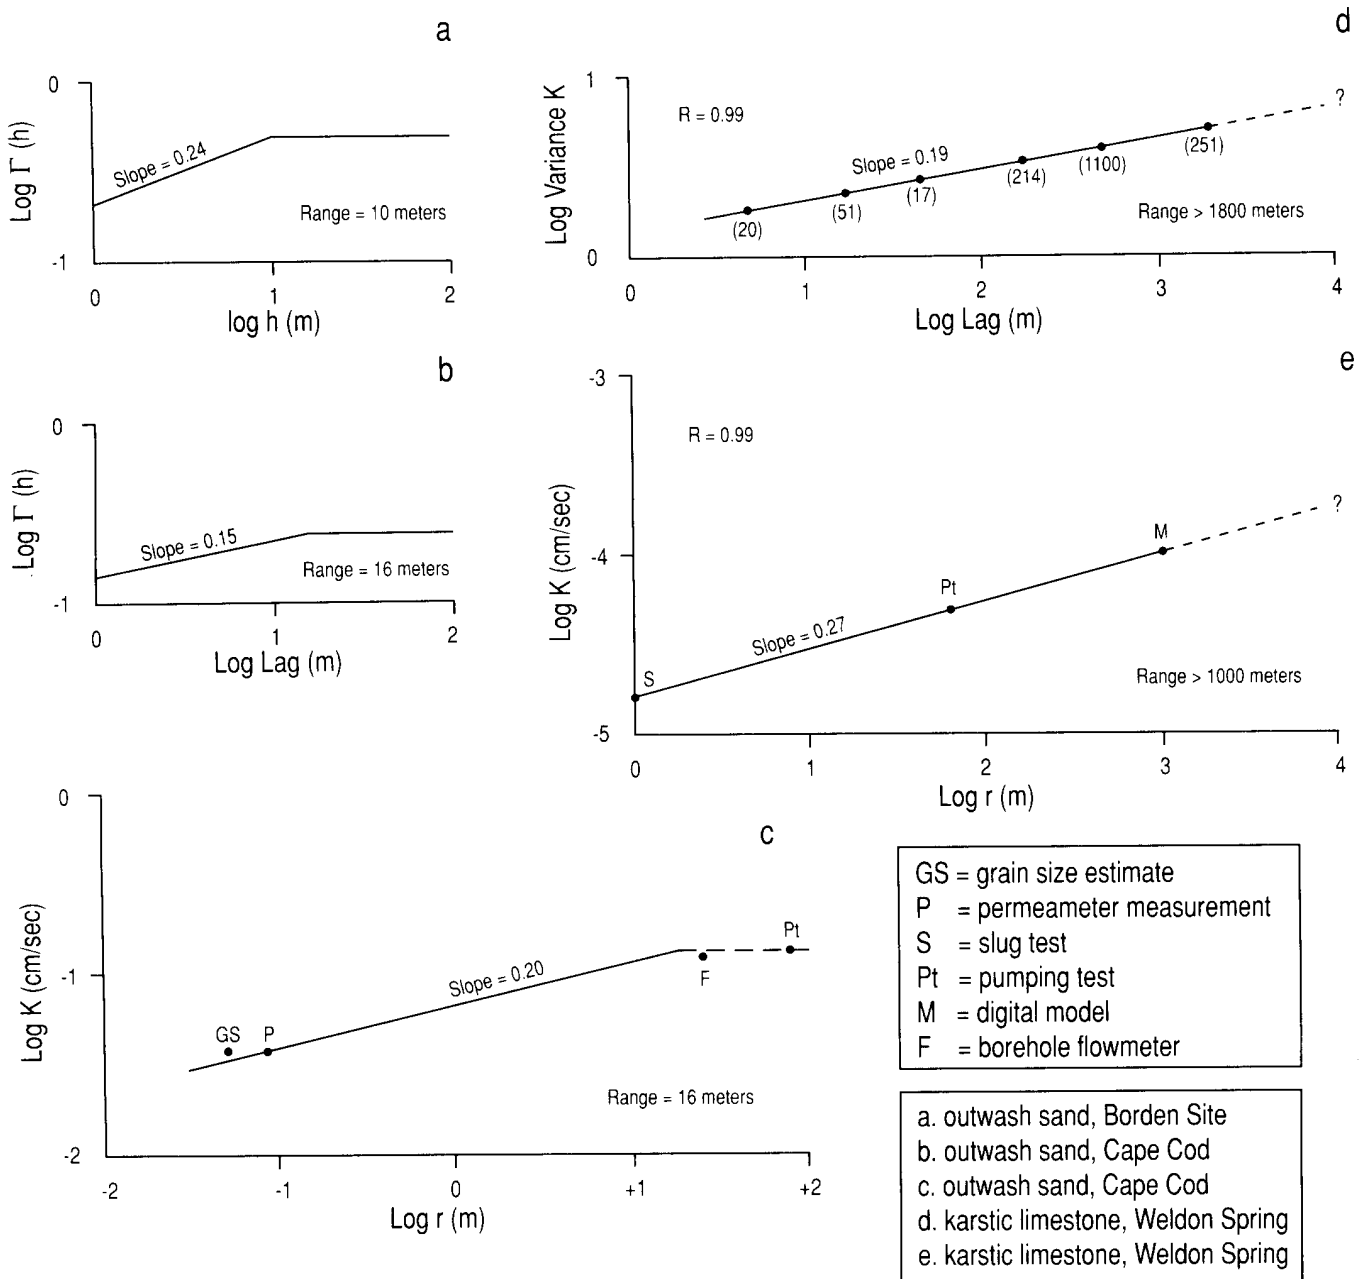 a
0
-1
Log Γ (h)
Slope = 0.24
Range = 10 meters
0
1
2
log h (m)
d
1
0
Log Variance K
R = 0.99
Slope = 0.19
(20)
(51)
(17)
(214)
(1100)
(251)
?
Range > 1800 meters
0
1
2
3
4
Log Lag (m)
b
0
-1
Log Γ (h)
Slope = 0.15
Range = 16 meters
0
1
2
Log Lag (m)
e
-3
-4
-5
Log K (cm/sec)
R = 0.99
S
Slope = 0.27
Pt
M
?
Range > 1000 meters
0
1
2
3
4
Log r (m)
c
0
-1
-2
Log K (cm/sec)
GS
P
Slope = 0.20
F
Pt
Range = 16 meters
-2
-1
0
+1
+2
Log r (m)
GS = grain size estimate
P = permeameter measurement
S = slug test
Pt = pumping test
M = digital model
F = borehole flowmeter
a. outwash sand, Borden Site
b. outwash sand, Cape Cod
c. outwash sand, Cape Cod
d. karstic limestone, Weldon Spring
e. karstic limestone, Weldon Spring